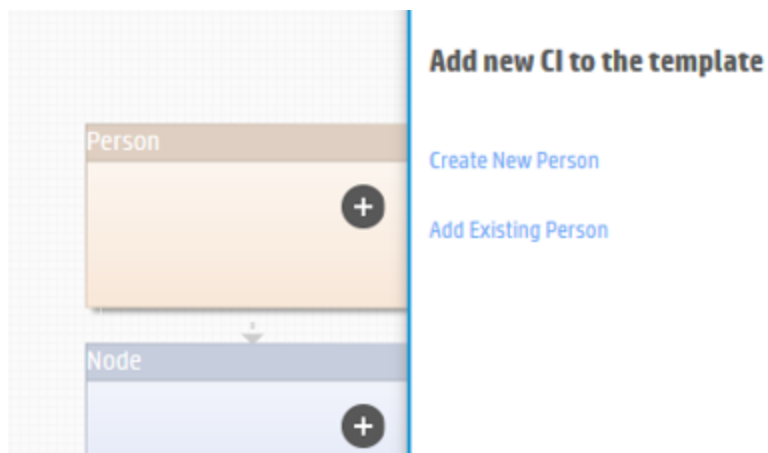 Add new CI to the template
Person
Create New Person
Add Existing Person
Node